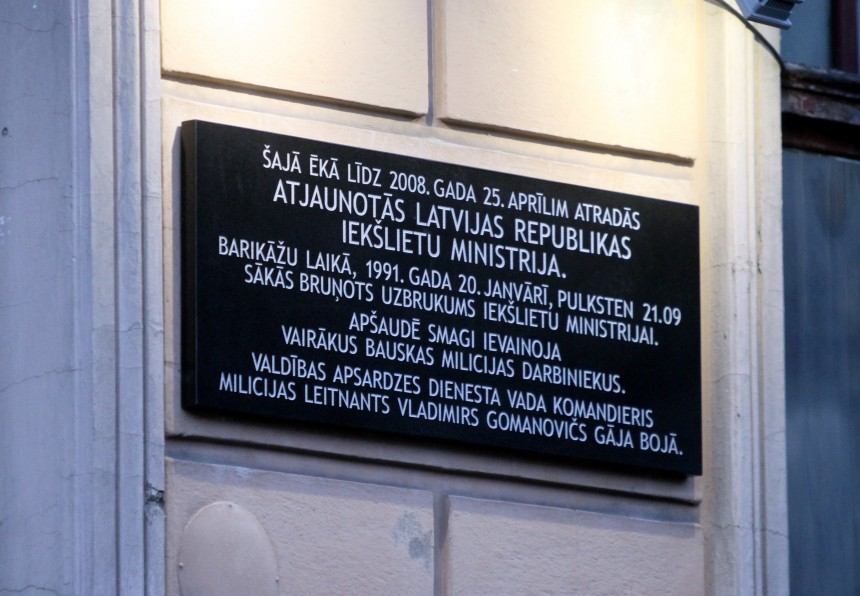 ŠAJĀ ĒKĀ LĪDZ 2008. GADA 25. APRĪLIM ATRADĀS
ATJAUNOTĀS LATVIJAS REPUBLIKAS
IEKŠLIETU MINISTRIJA.
BARIKĀŽU LAIKĀ, 1991. GADA 20. JANVĀRĪ, PULKSTEN 21.09
SĀKĀS BRUŅOTS UZBRUKUMS IEKŠLIETU MINISTRIJAI.
APŠAUDĒ SMAGI IEVAINOJA
VAIRĀKUS BAUSKAS MILICIJAS DARBINIEKUS.
VALDĪBAS APSARDZES DIENESTA VADA KOMANDIERIS
MILICIJAS LEITNANTS VLADIMIRS GOMANOVIČS GĀJA BOJĀ.